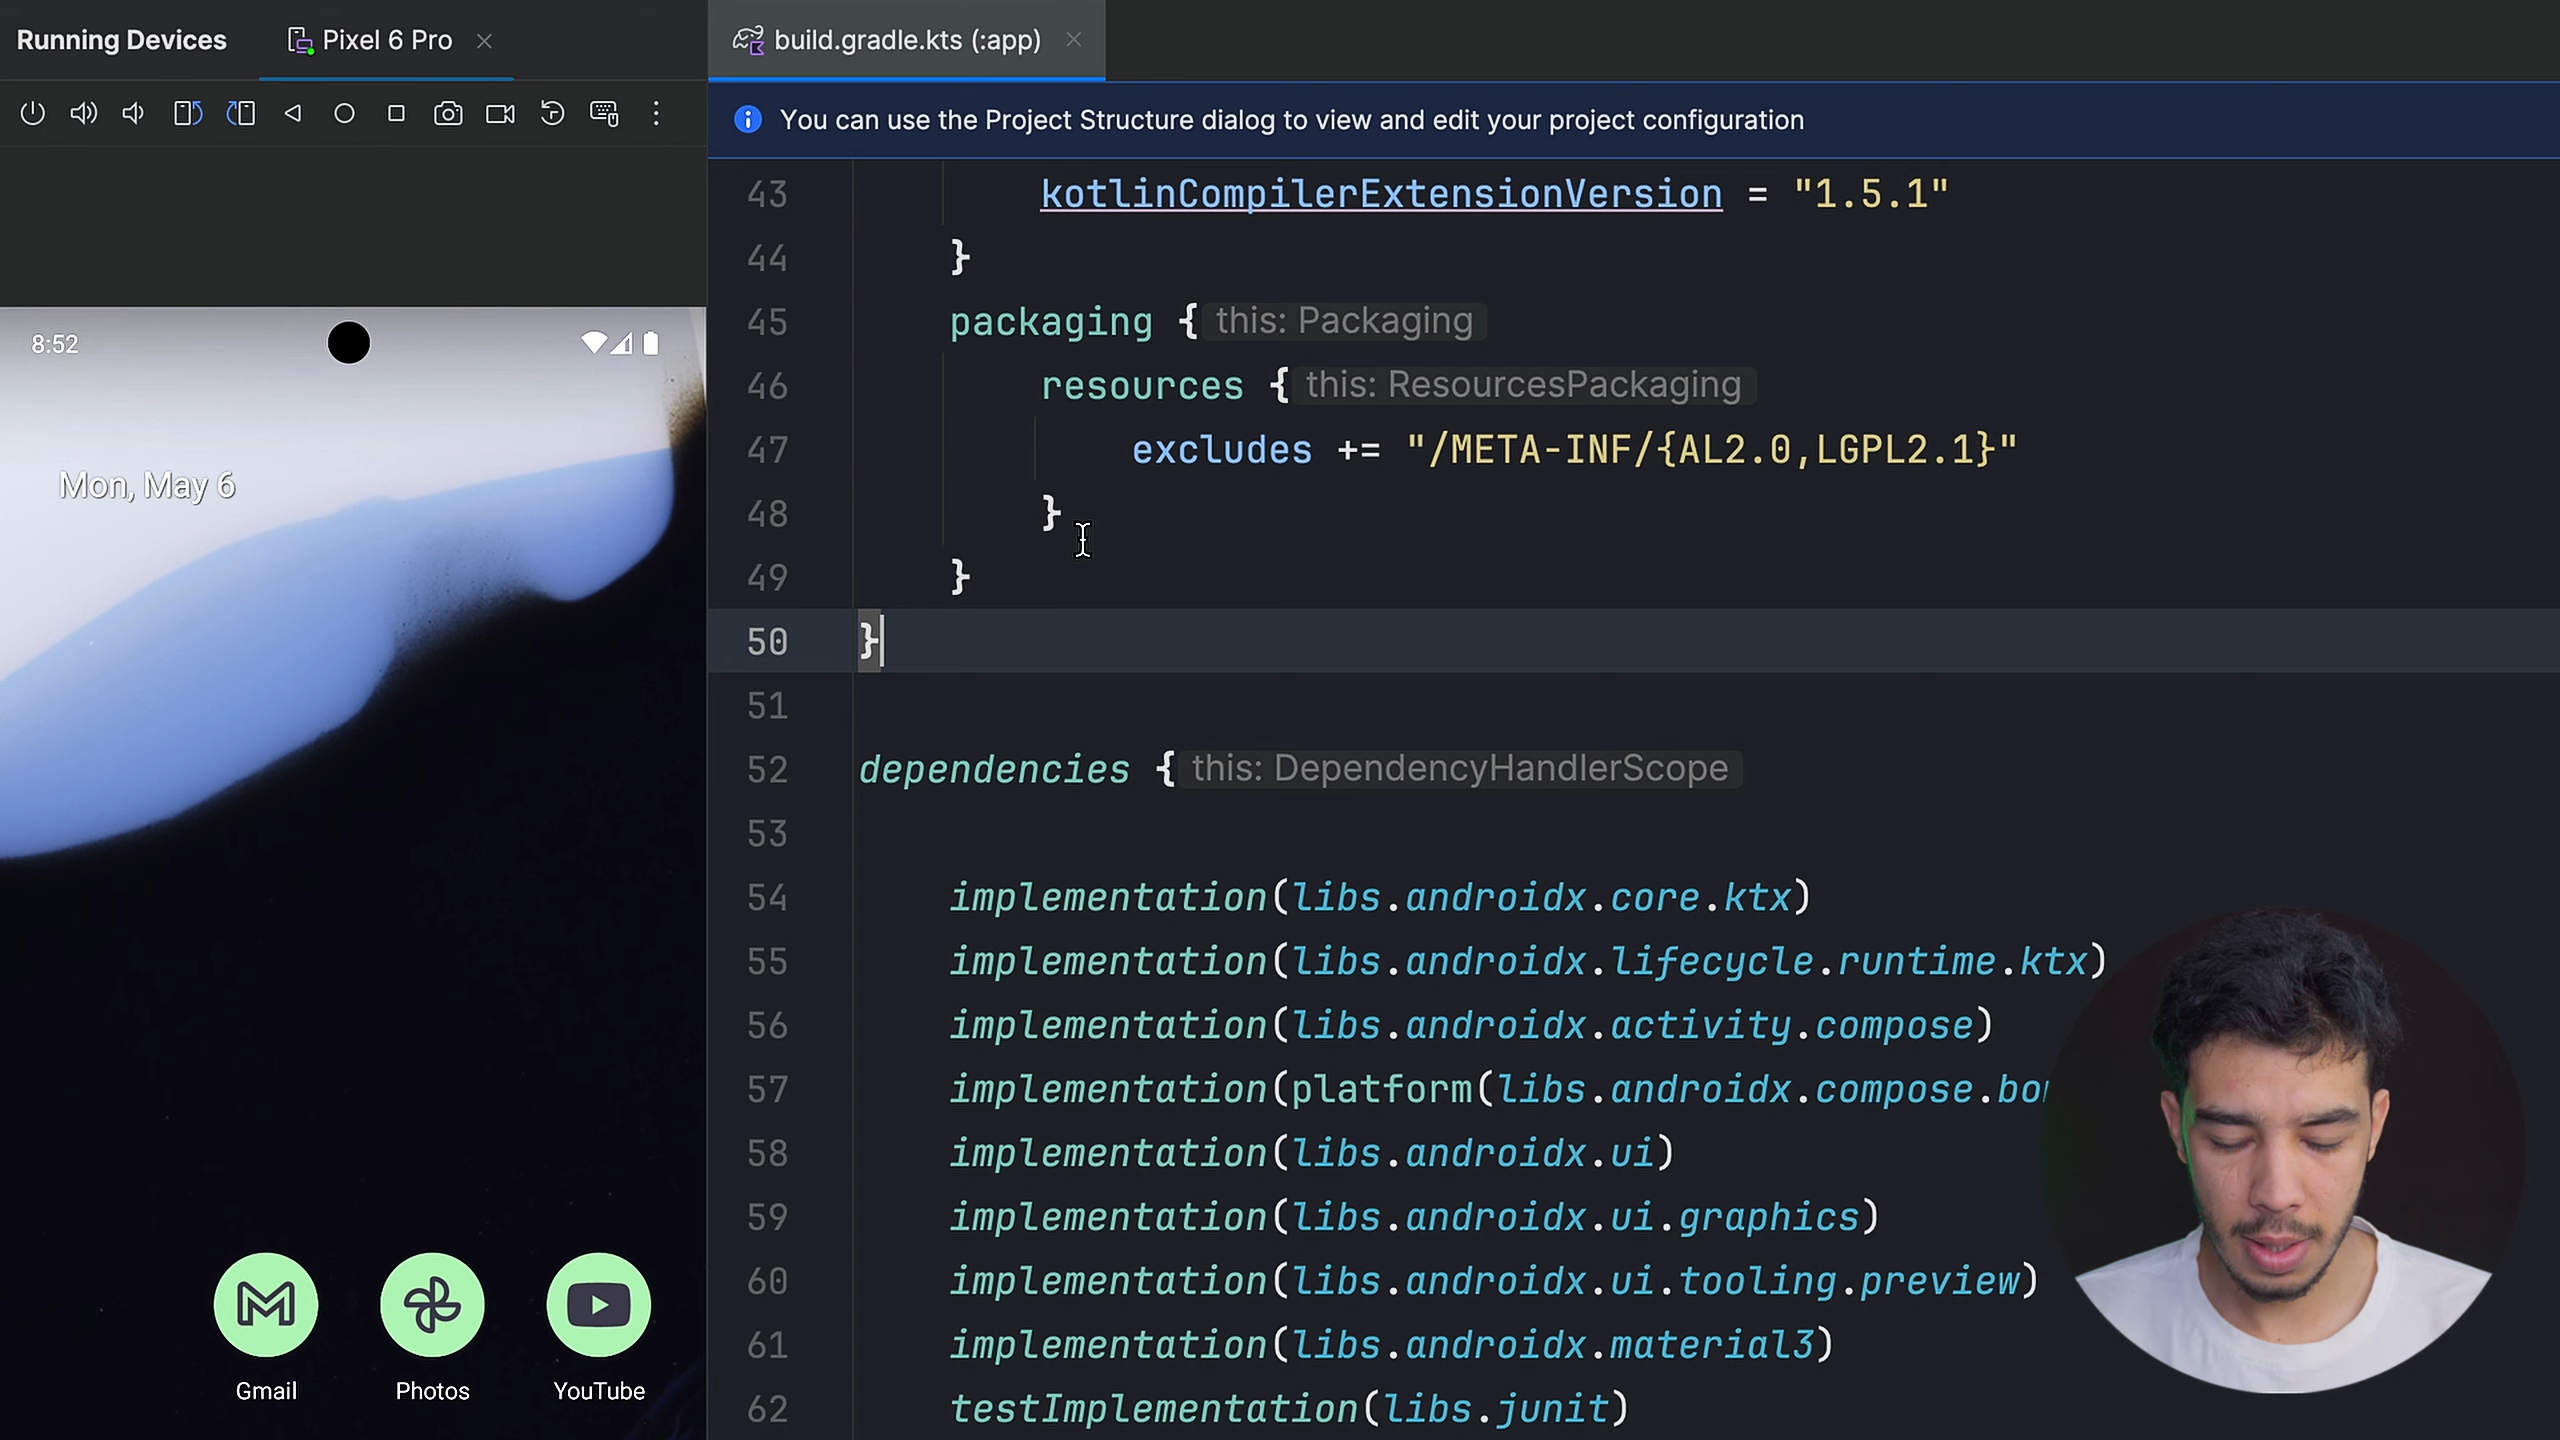 Running Devices
Pixel 6 Pro
build.gradle.kts (:app)
You can use the Project Structure dialog to view and edit your project configuration
8:52
Mon, May 6
Gmail
Photos
YouTube
43 kotlinCompilerExtensionVersion = "1.5.1"
44 }
45 packaging { this: Packaging
46 resources { this: ResourcesPackaging
47 excludes += "/META-INF/{AL2.0,LGPL2.1}"
48 }
49 }
50 }
51
52 dependencies { this: DependencyHandlerScope
53
54 implementation(libs.androidx.core.ktx)
55 implementation(libs.androidx.lifecycle.runtime.ktx)
56 implementation(libs.androidx.activity.compose)
57 implementation(platform(libs.androidx.compose.
58 implementation(libs.androidx.ui)
59 implementation(libs.androidx.ui.graphics)
60 implementation(libs.androidx.ui.tooling.preview)
61 implementation(libs.androidx.material3)
62 testImplementation(libs.junit)